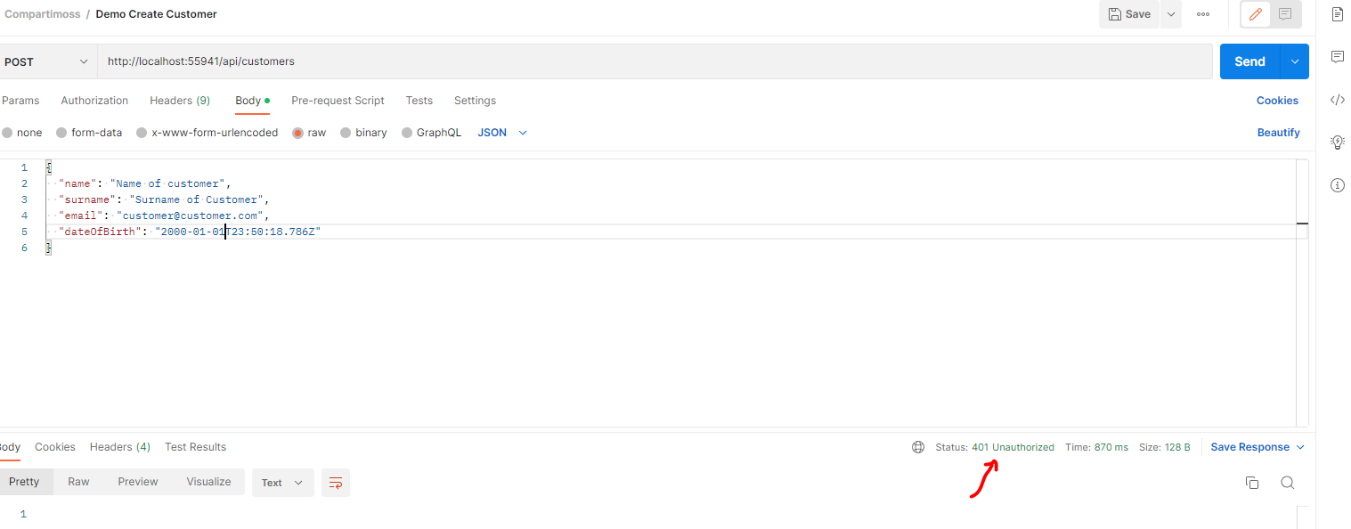 Compartimoss / Demo Create Customer
Save
POST http://localhost:55941/api/customers Send
Params Authorization Headers (9) Body Pre-request Script Tests Settings Cookies
none form-data x-www-form-urlencoded raw binary GraphQL JSON Beautify
1 {
2 "name": "Name of customer",
3 "surname": "Surname of Customer",
4 "email": "customer@customer.com",
5 "dateOfBirth": "2000-01-01T23:50:18.786Z"
6 }
Body Cookies Headers (4) Test Results Status: 401 Unauthorized Time: 870 ms Size: 128 B Save Response
Pretty Raw Preview Visualize Text
1